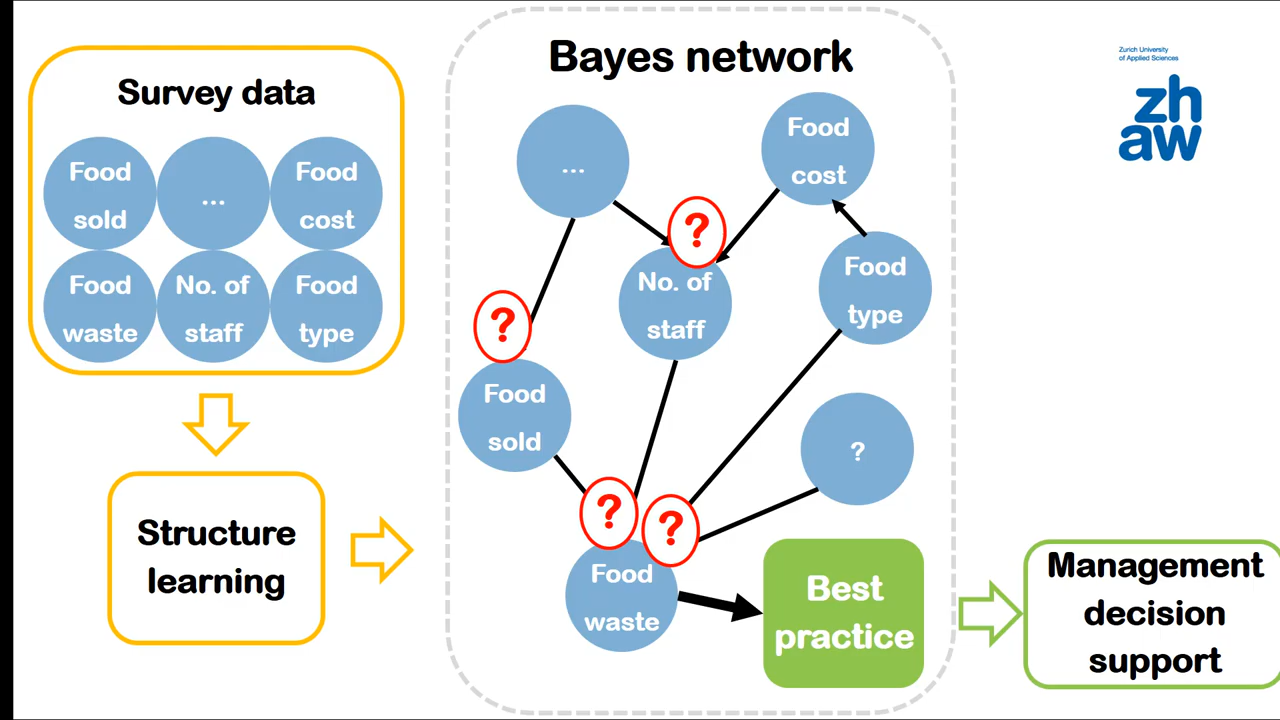 Survey data
Food
sold
...
Food
cost
Food
waste
No. of
staff
Food
type
Structure
learning
Bayes network
...
Food
cost
?
No. of
staff
Food
type
?
Food
sold
?
?
?
Food
waste
Best
practice
Management
decision
support
Zurich University
of Applied Sciences
zh
aw